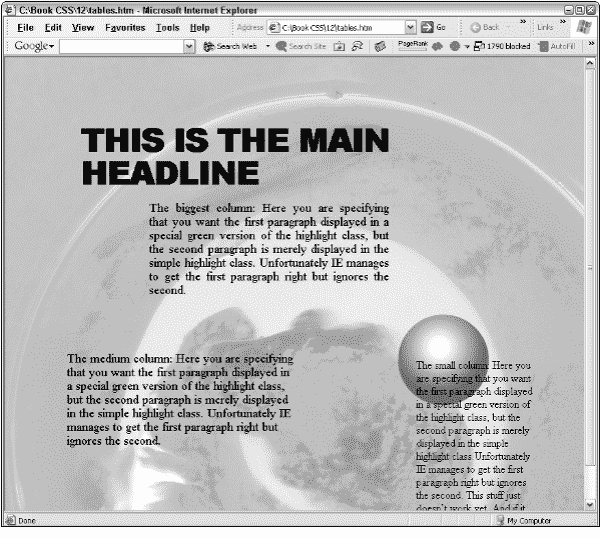 C:\Book CSS\12\tables.htm - Microsoft Internet Explorer
File Edit View Favorites Tools Help Address C:\Book CSS\12\tables.htm Go Back » Links »
Google Search Web Search Site PageRank 1790 blocked AutoFill »
THIS IS THE MAIN
HEADLINE
The biggest column: Here you are specifying
that you want the first paragraph displayed in a
special green version of the highlight class, but
the second paragraph is merely displayed in the
simple highlight class. Unfortunately IE manages
to get the first paragraph right but ignores the
second.
The medium column: Here you are specifying
that you want the first paragraph displayed in
a special green version of the highlight class,
but the second paragraph is merely displayed
in the simple highlight class. Unfortunately IE
manages to get the first paragraph right but
ignores the second.
The small column: Here you
are specifying that you want
the first paragraph displayed
in a special green version of
the highlight class, but the
second paragraph is merely
displayed in the simple
highlight class Unfortunately
IE manages to get the first
paragraph right but ignores
the second. This stuff just
doesn't work yet. And if it
Done My Computer